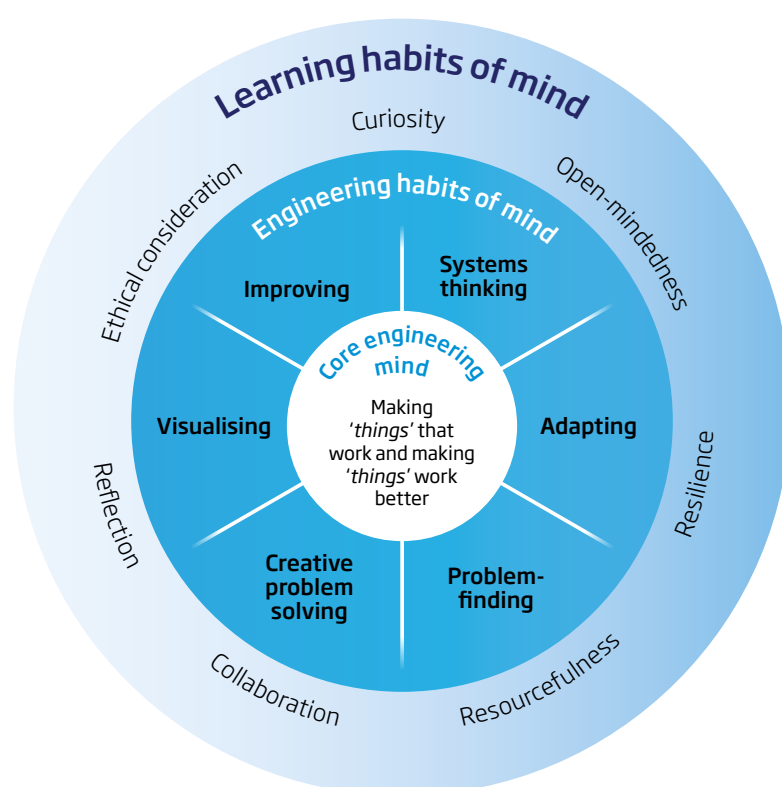 Learning habits of mind
Curiosity
Open-mindedness
Resilience
Resourcefulness
Collaboration
Reflection
Ethical consideration
Engineering habits of mind
Systems
thinking
Adapting
Problem-
finding
Creative
problem
solving
Visualising
Improving
Core engineering
mind
Making
'things' that
work and making
'things' work
better